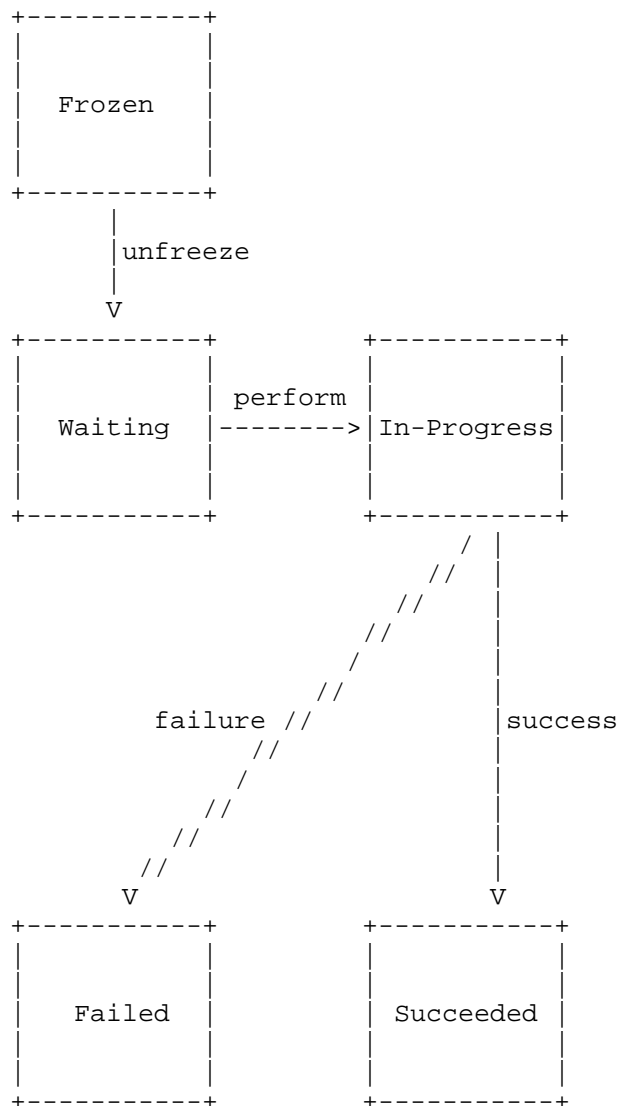 Frozen
unfreeze
perform
Waiting
In-Progress
failure
success
Failed
Succeeded